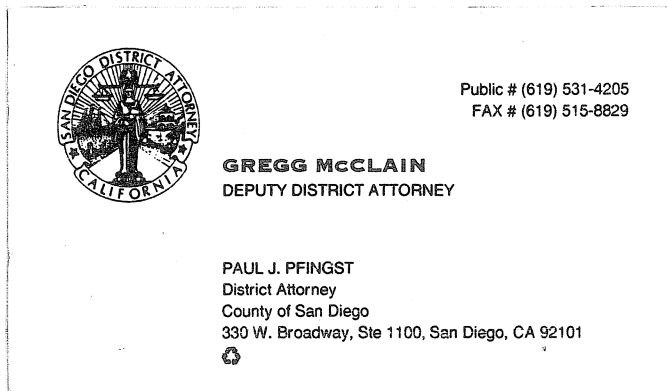 SAN DIEGO DISTRICT ATTORNEY
CALIFORNIA
Public # (619) 531-4205
FAX # (619) 515-8829
GREGG McCLAIN
DEPUTY DISTRICT ATTORNEY
PAUL J. PFINGST
District Attorney
County of San Diego
330 W. Broadway, Ste 1100, San Diego, CA 92101